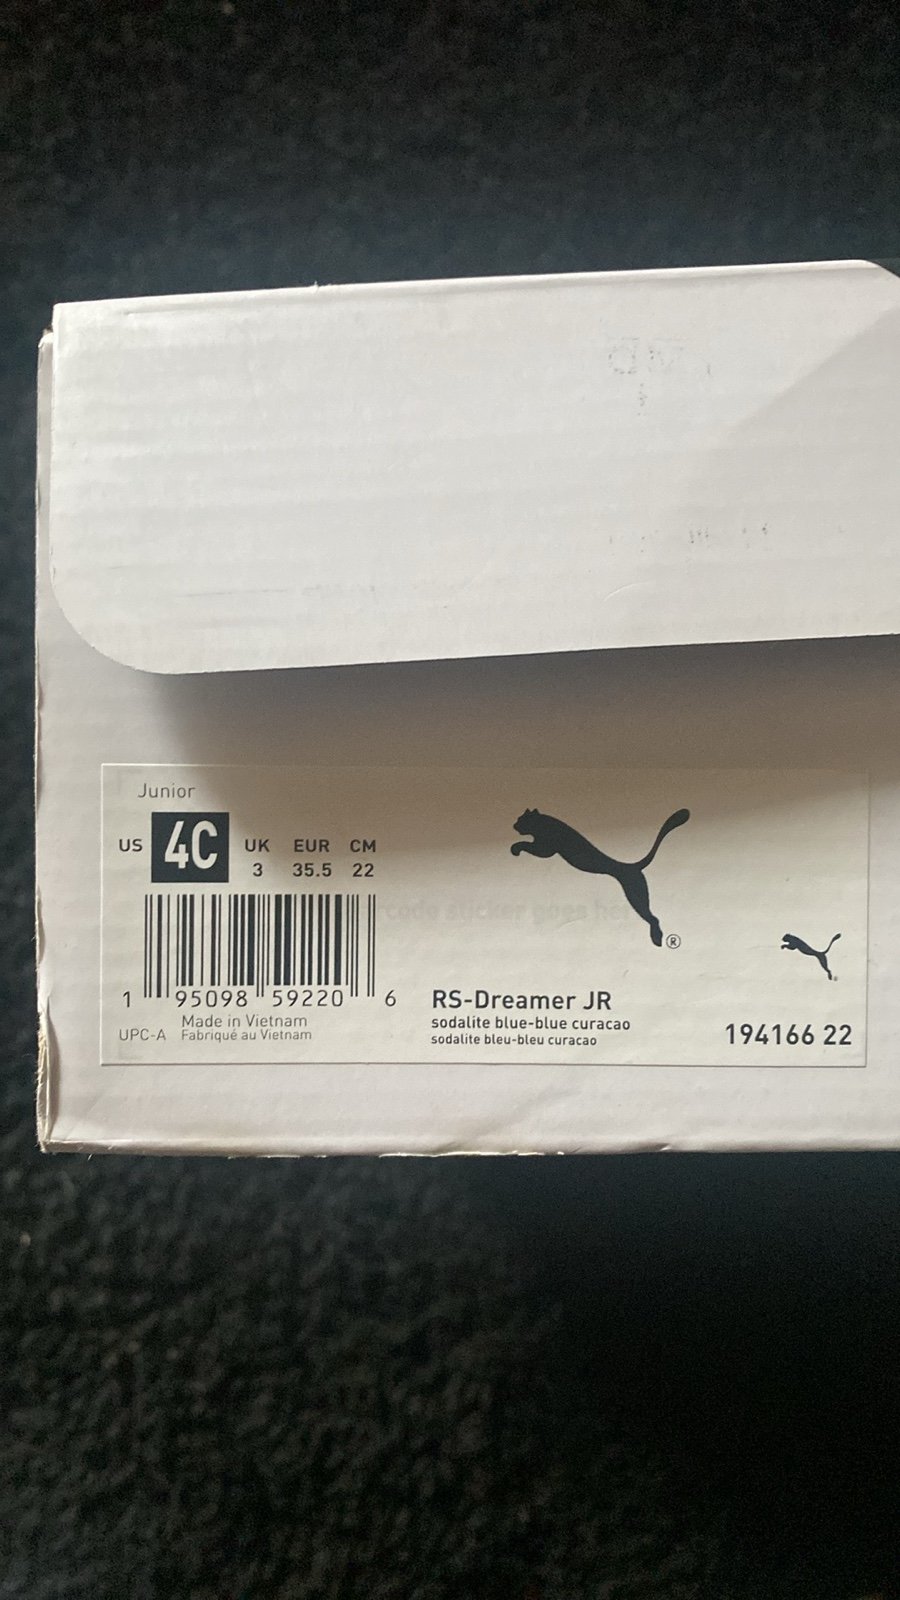 Junior
US 4C UK EUR CM
3 35.5 22
1 95098 59220 6
UPC-A Made in Vietnam
Fabriqué au Vietnam
®
RS-Dreamer JR
sodalite blue-blue curacao
sodalite bleu-bleu curacao
194166 22